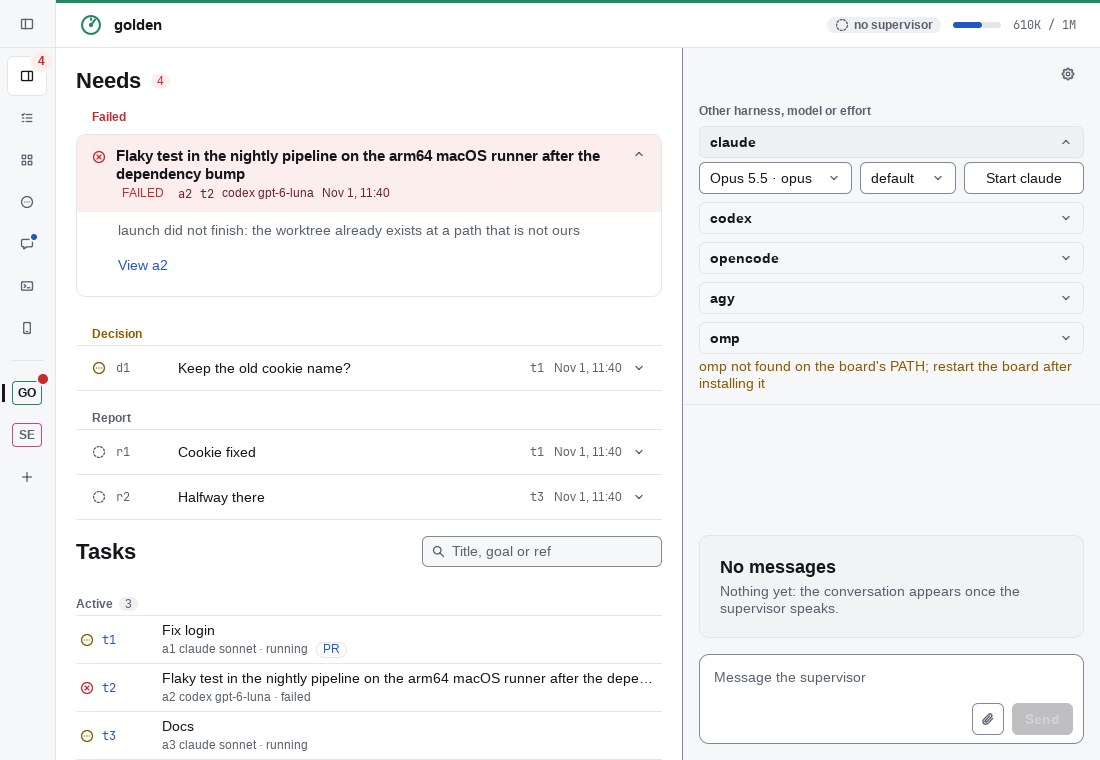 golden
no supervisor
610K / 1M
4
GO
SE
Needs 4
Failed
Flaky test in the nightly pipeline on the arm64 macOS runner after the
dependency bump
FAILED a2 t2 codex gpt-6-luna Nov 1, 11:40
launch did not finish: the worktree already exists at a path that is not ours
View a2
Decision
d1 Keep the old cookie name? t1 Nov 1, 11:40
Report
r1 Cookie fixed t1 Nov 1, 11:40
r2 Halfway there t3 Nov 1, 11:40
Tasks
Title, goal or ref
Active 3
t1 Fix login
a1 claude sonnet · running PR
t2 Flaky test in the nightly pipeline on the arm64 macOS runner after the depe…
a2 codex gpt-6-luna · failed
t3 Docs
a3 claude sonnet · running
Other harness, model or effort
claude
Opus 5.5 · opus
default
Start claude
codex
opencode
agy
omp
omp not found on the board's PATH; restart the board after
installing it
No messages
Nothing yet: the conversation appears once the
supervisor speaks.
Message the supervisor
Send